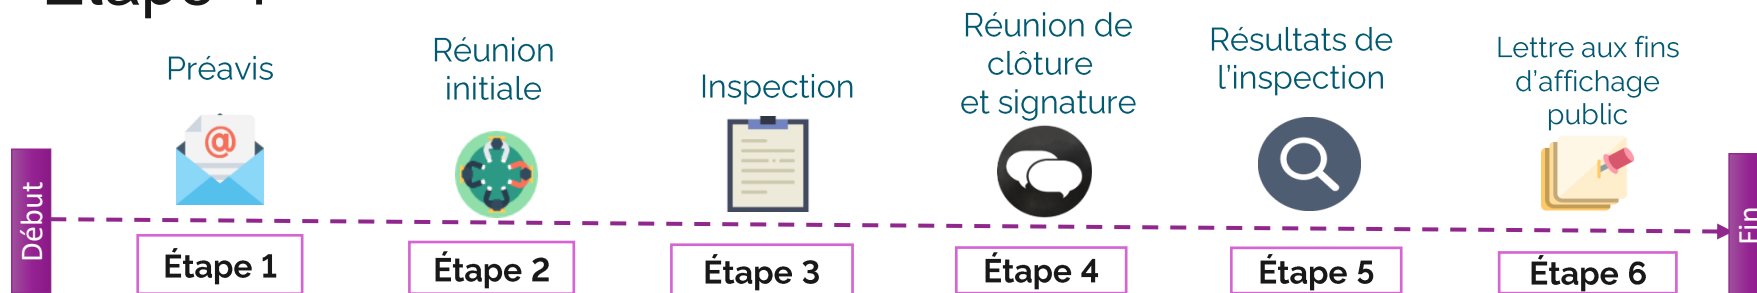 Préavis
Réunion
initiale
Inspection
Réunion de
clôture
et signature
Résultats de
l'inspection
Lettre aux fins
d'affichage
public
@
Début
Fin
Étape 1
Étape 2
Étape 3
Étape 4
Étape 5
Étape 6